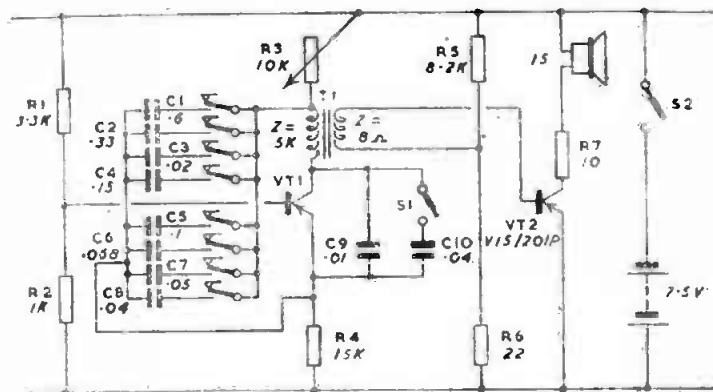 R1
3.3K
R2
1K
C1
.6
C2
.33
C3
.02
C4
.15
C5
.1
C6
.068
C7
.05
C8
.04
R3
10K
T1
Z=
5K
Z=
8Ω
VT1
C9
.01
S1
C10
.04
R4
15K
R5
8.2K
R6
22
15
R7
10
VT2
V15/201P
S2
7.5V